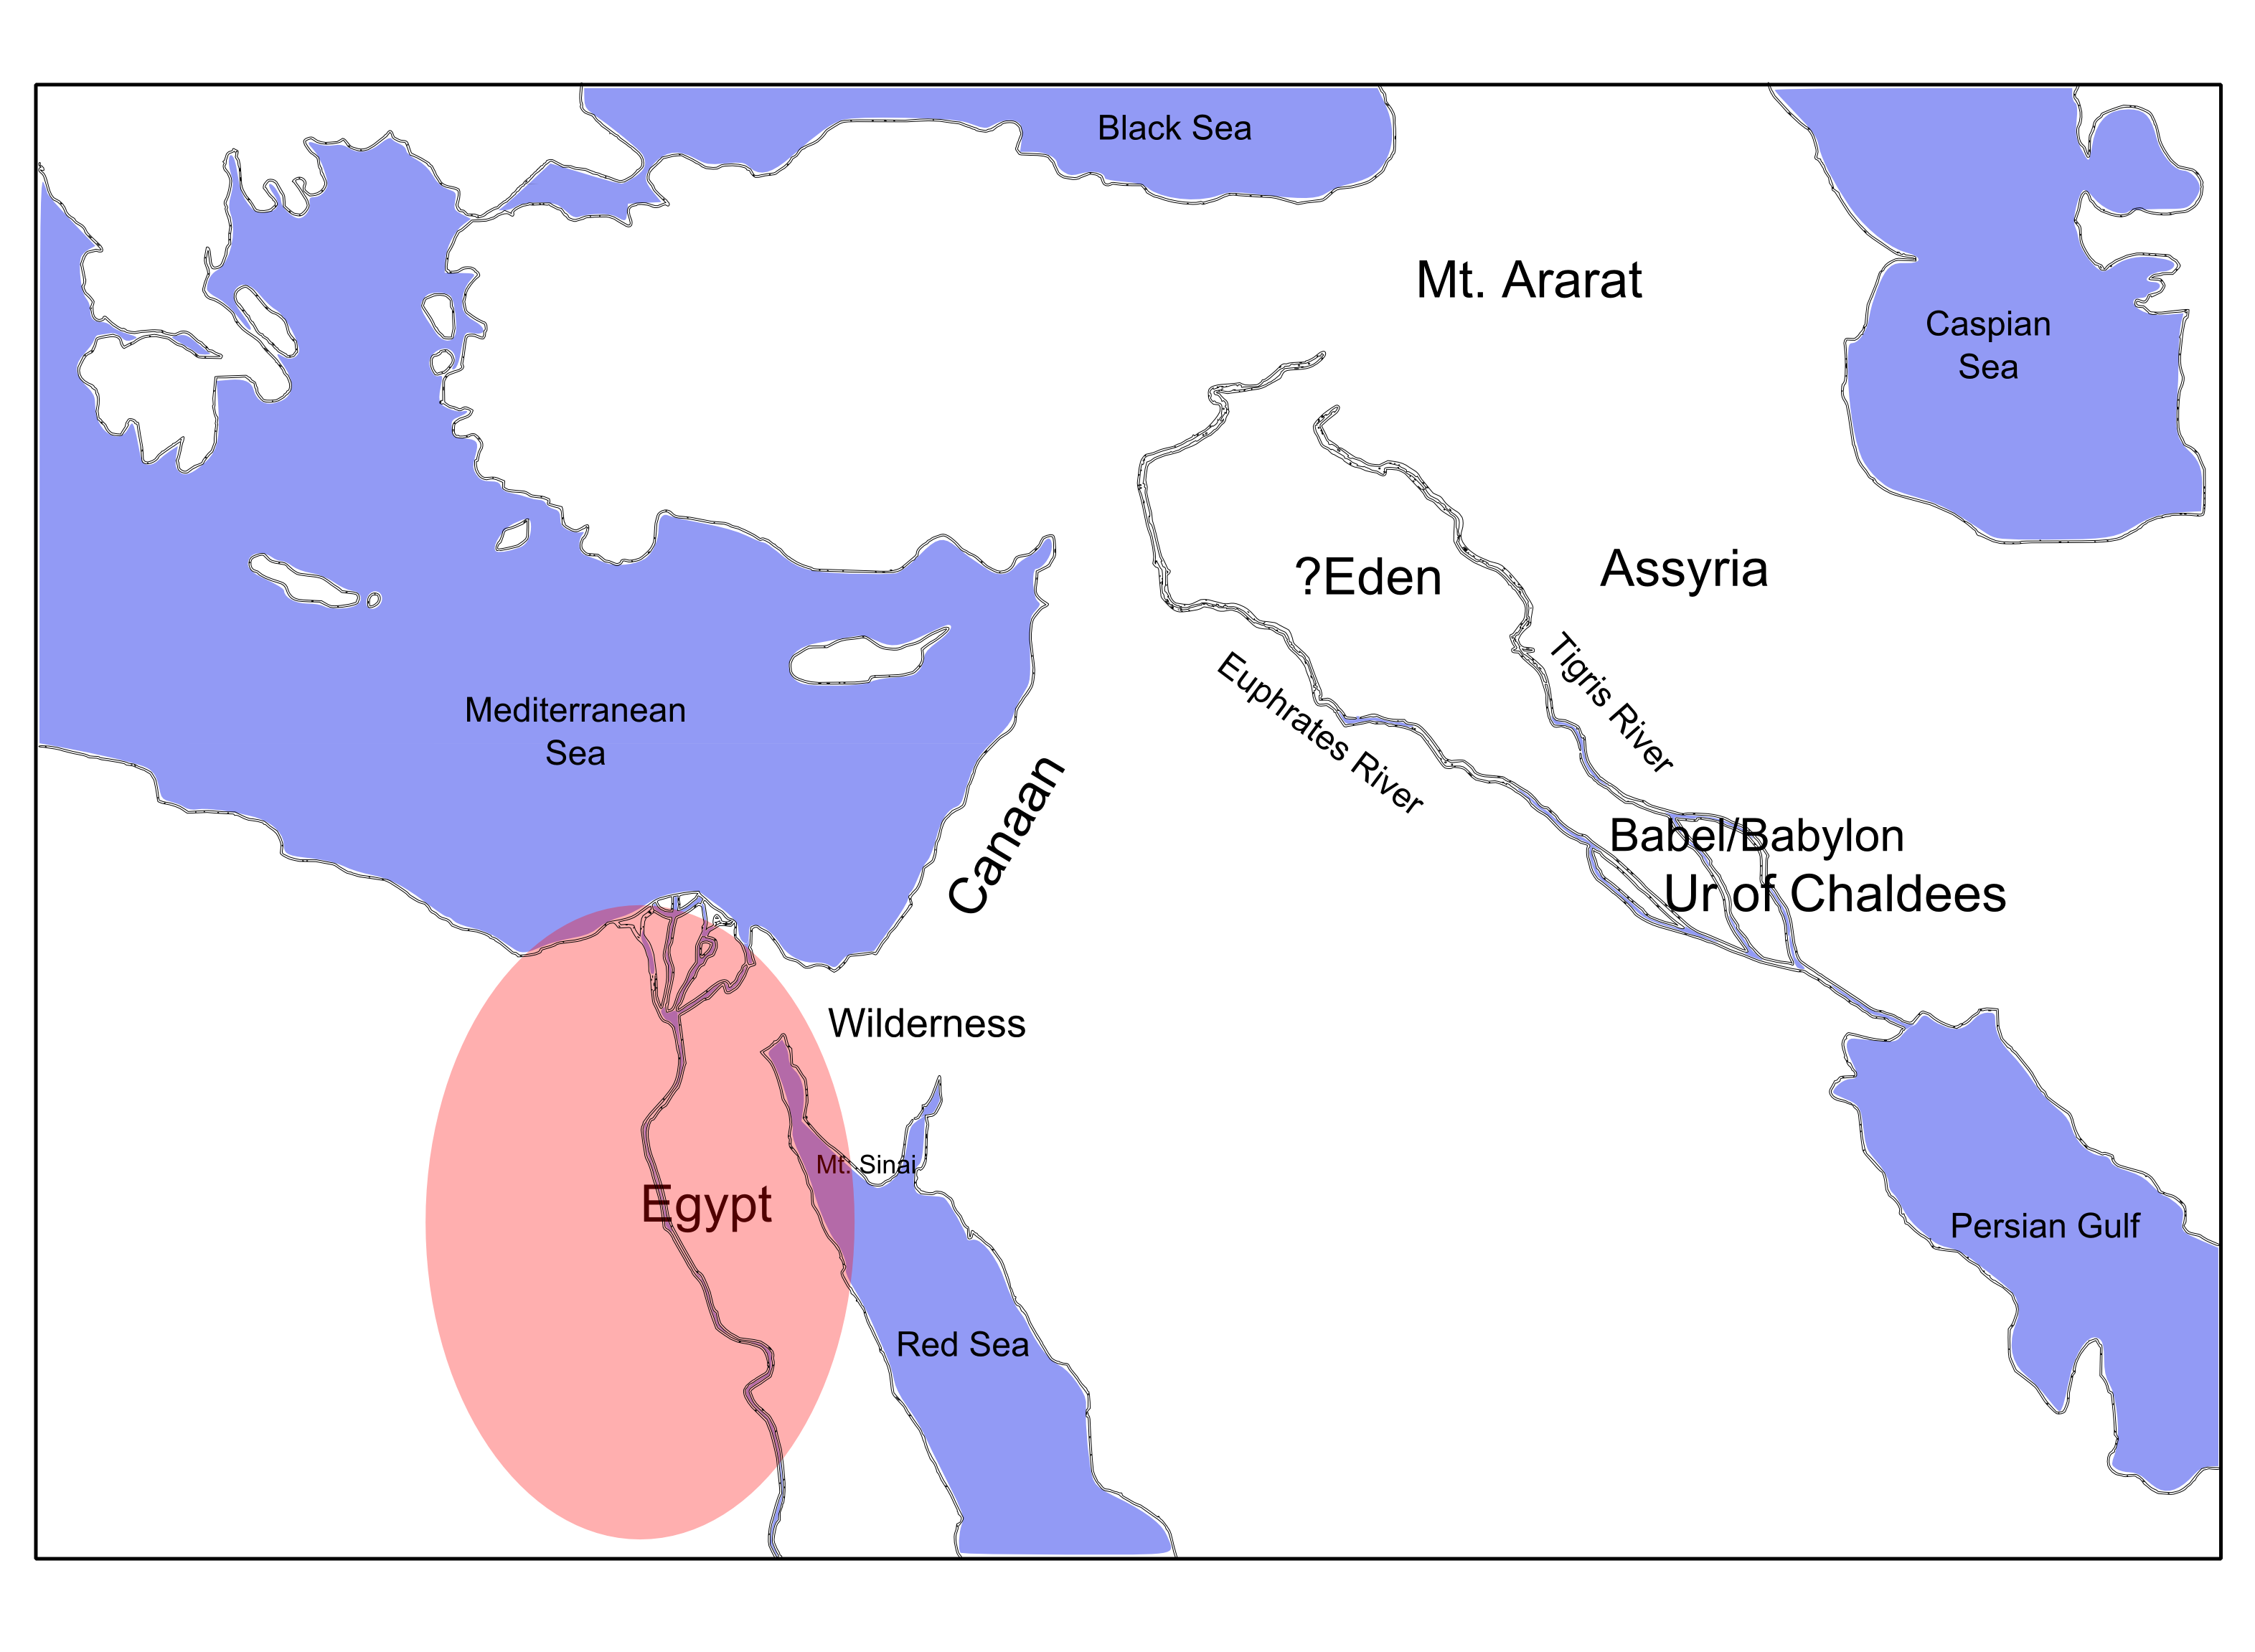 Black Sea
Mt. Ararat
Caspian
Sea
?Eden
Assyria
Tigris River
Euphrates River
Mediterranean
Sea
Canaan
Babel/Babylon
Ur of Chaldees
Wilderness
Mt. Sinai
Egypt
Persian Gulf
Red Sea